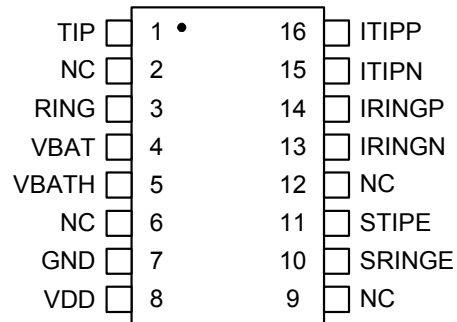 TIP 1 16 ITIPP
NC 2 15 ITIPN
RING 3 14 IRINGP
VBAT 4 13 IRINGN
VBATH 5 12 NC
NC 6 11 STIPE
GND 7 10 SRINGE
VDD 8 9 NC